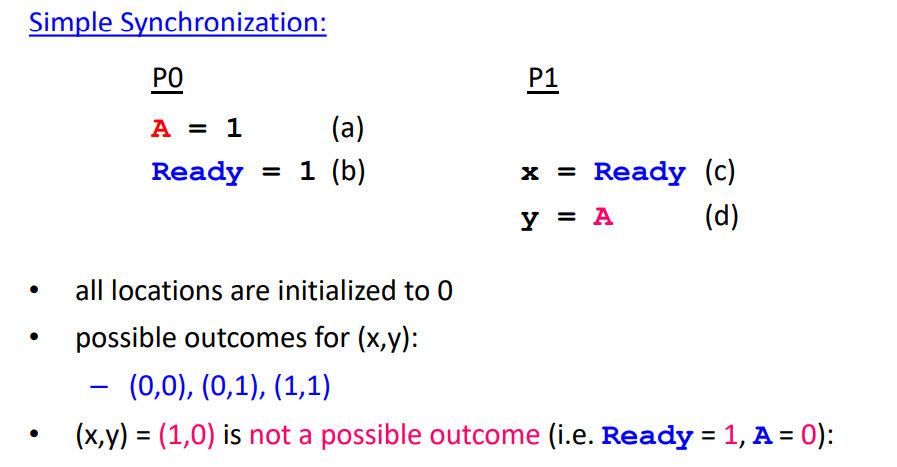 Simple Synchronization:
P0 P1
A = 1 (a)
Ready = 1 (b) x = Ready (c)
y = A (d)
• all locations are initialized to 0
• possible outcomes for (x,y):
– (0,0), (0,1), (1,1)
• (x,y) = (1,0) is not a possible outcome (i.e. Ready = 1, A = 0):